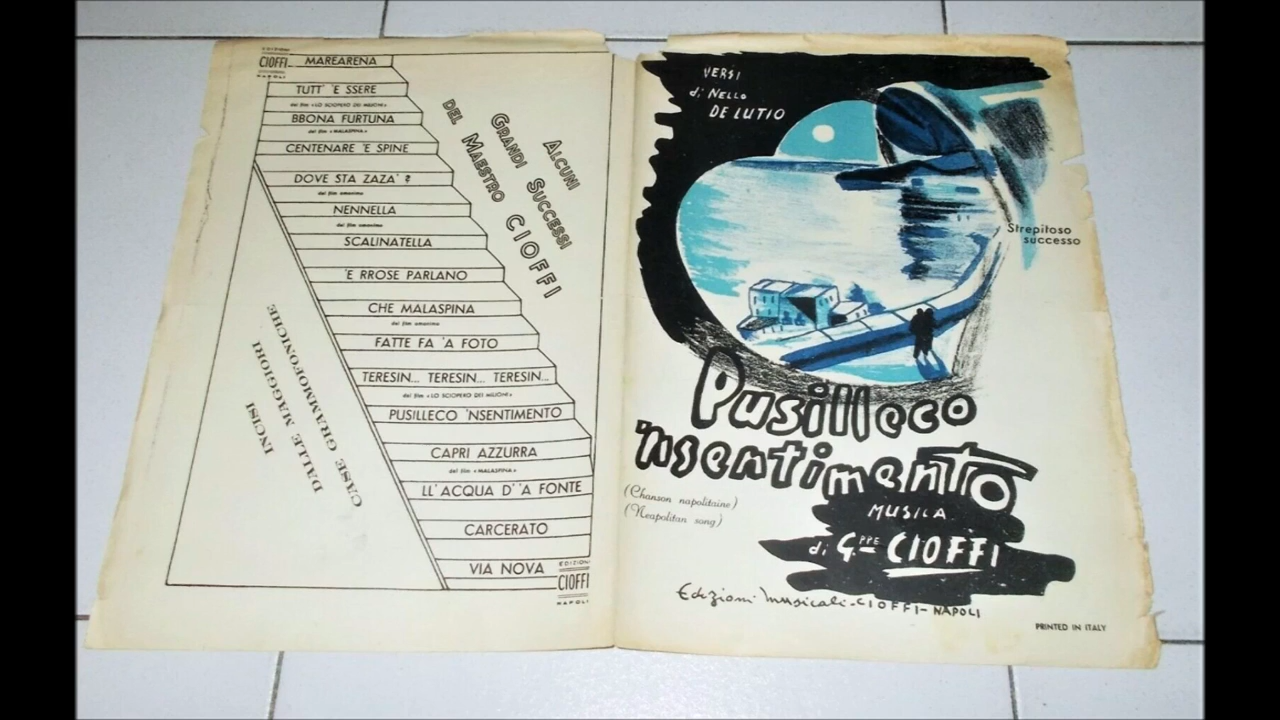 EDIZIONI
CIOFFI
NAPOLI
MAREARENA
TUTT' 'E SSERE
dal film «LO SCIOPERO DEI MILIONI»
BBONA FURTUNA
dal film «MALASPINA»
CENTENARE 'E SPINE
DOVE STA ZAZA' ?
dal film omonimo
NENNELLA
dal film omonimo
SCALINATELLA
'E RROSE PARLANO
CHE MALASPINA
dal film omonimo
FATTE FA 'A FOTO
TERESIN... TERESIN... TERESIN...
dal film «LO SCIOPERO DEI MILIONI»
PUSILLECO 'NSENTIMENTO
CAPRI AZZURRA
dal film «MALASPINA»
LL'ACQUA D' 'A FONTE
CARCERATO
VIA NOVA
EDIZIONI
CIOFFI
NAPOLI
ALCUNI
GRANDI SUCCESSI
DEL MAESTRO CIOFFI
INCISI
DALLE MAGGIORI
CASE GRAMMOFONICHE
VERSI
di NELLO
DE LUTIO
Strepitoso
successo
Pusilleco
'nsentimento
(Chanson napolitaine)
(Neapolitan song)
MUSICA
di G.PPE CIOFFI
Edizioni Musicali-CIOFFI-NAPOLI
PRINTED IN ITALY